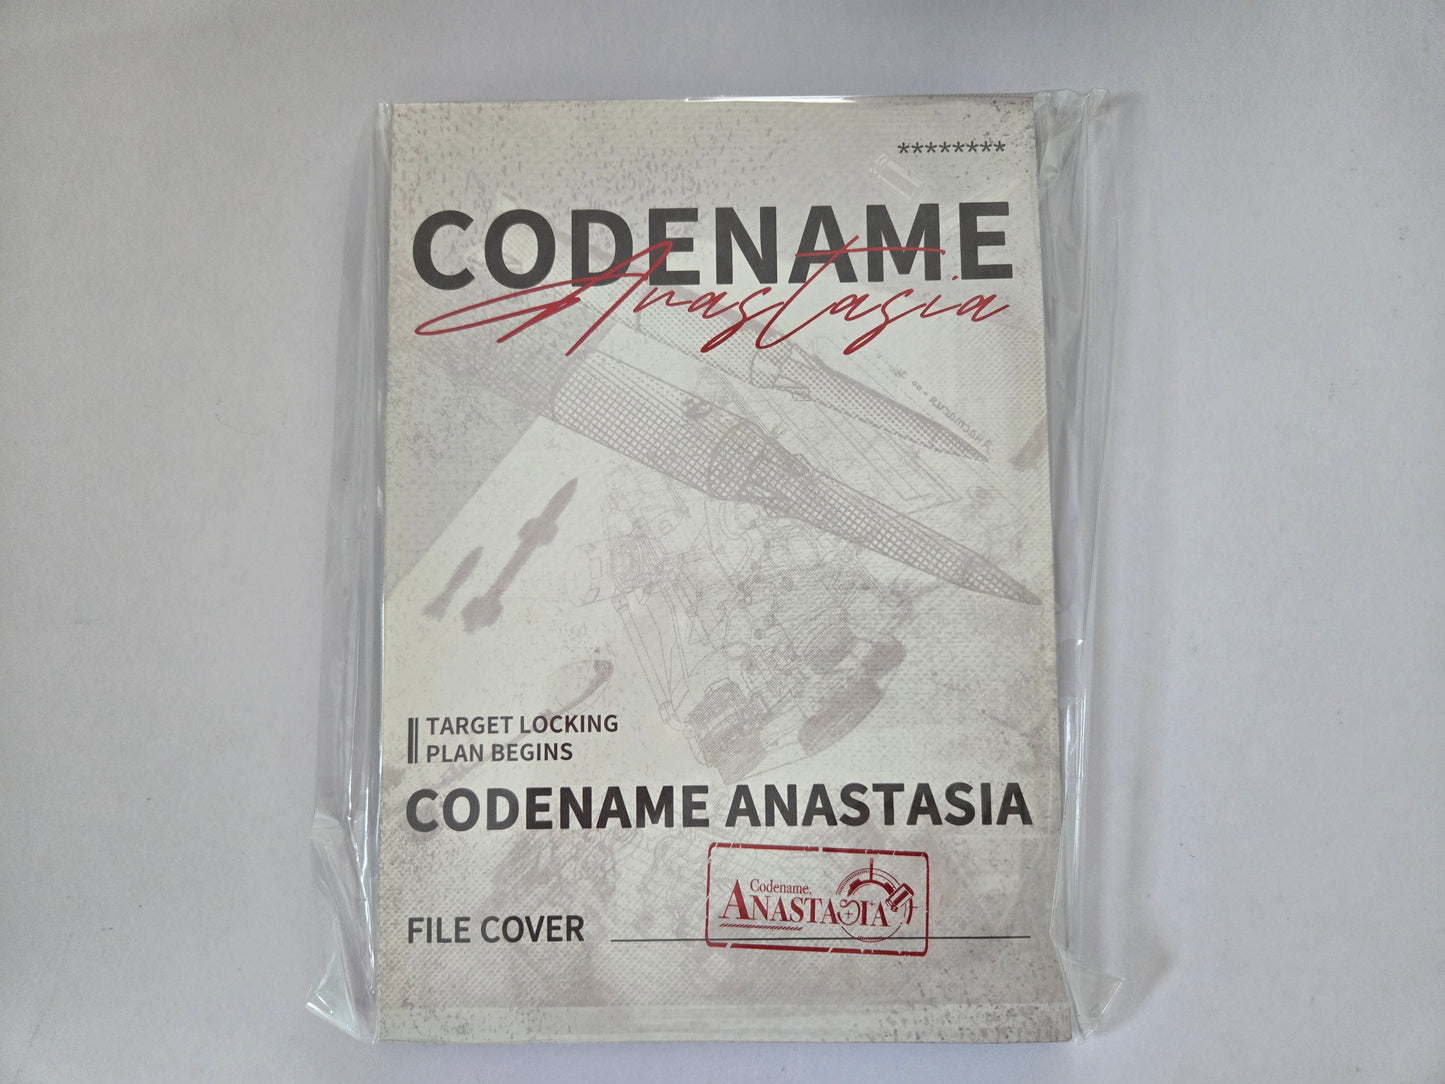 ********
CODENAME
Anastasia
TARGET LOCKING
PLAN BEGINS
CODENAME ANASTASIA
Codename,
ANASTASIA
FILE COVER